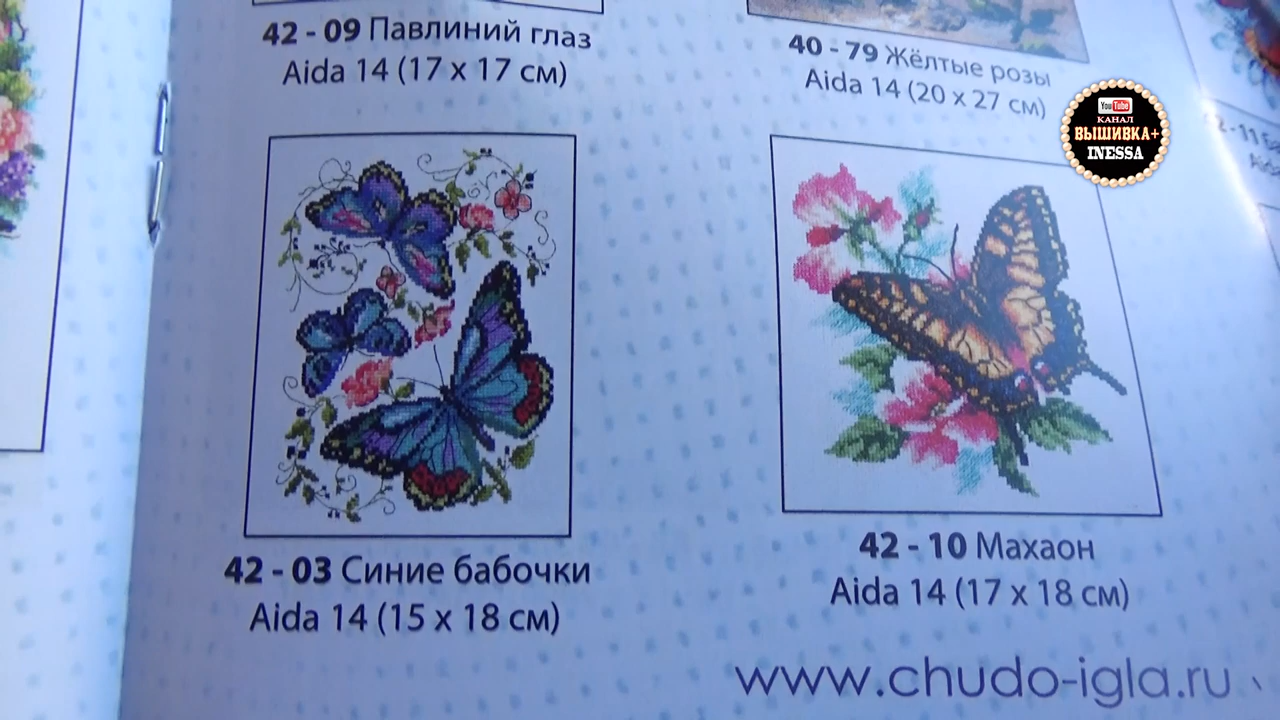 42 - 09 Павлиний глаз
Aida 14 (17 x 17 см)
40 - 79 Жёлтые розы
Aida 14 (20 x 27 см)
You Tube
КАНАЛ
ВЫШИВКА+
INESSA
42 - 03 Синие бабочки
Aida 14 (15 x 18 см)
42 - 10 Махаон
Aida 14 (17 x 18 см)
www.chudo-igla.ru